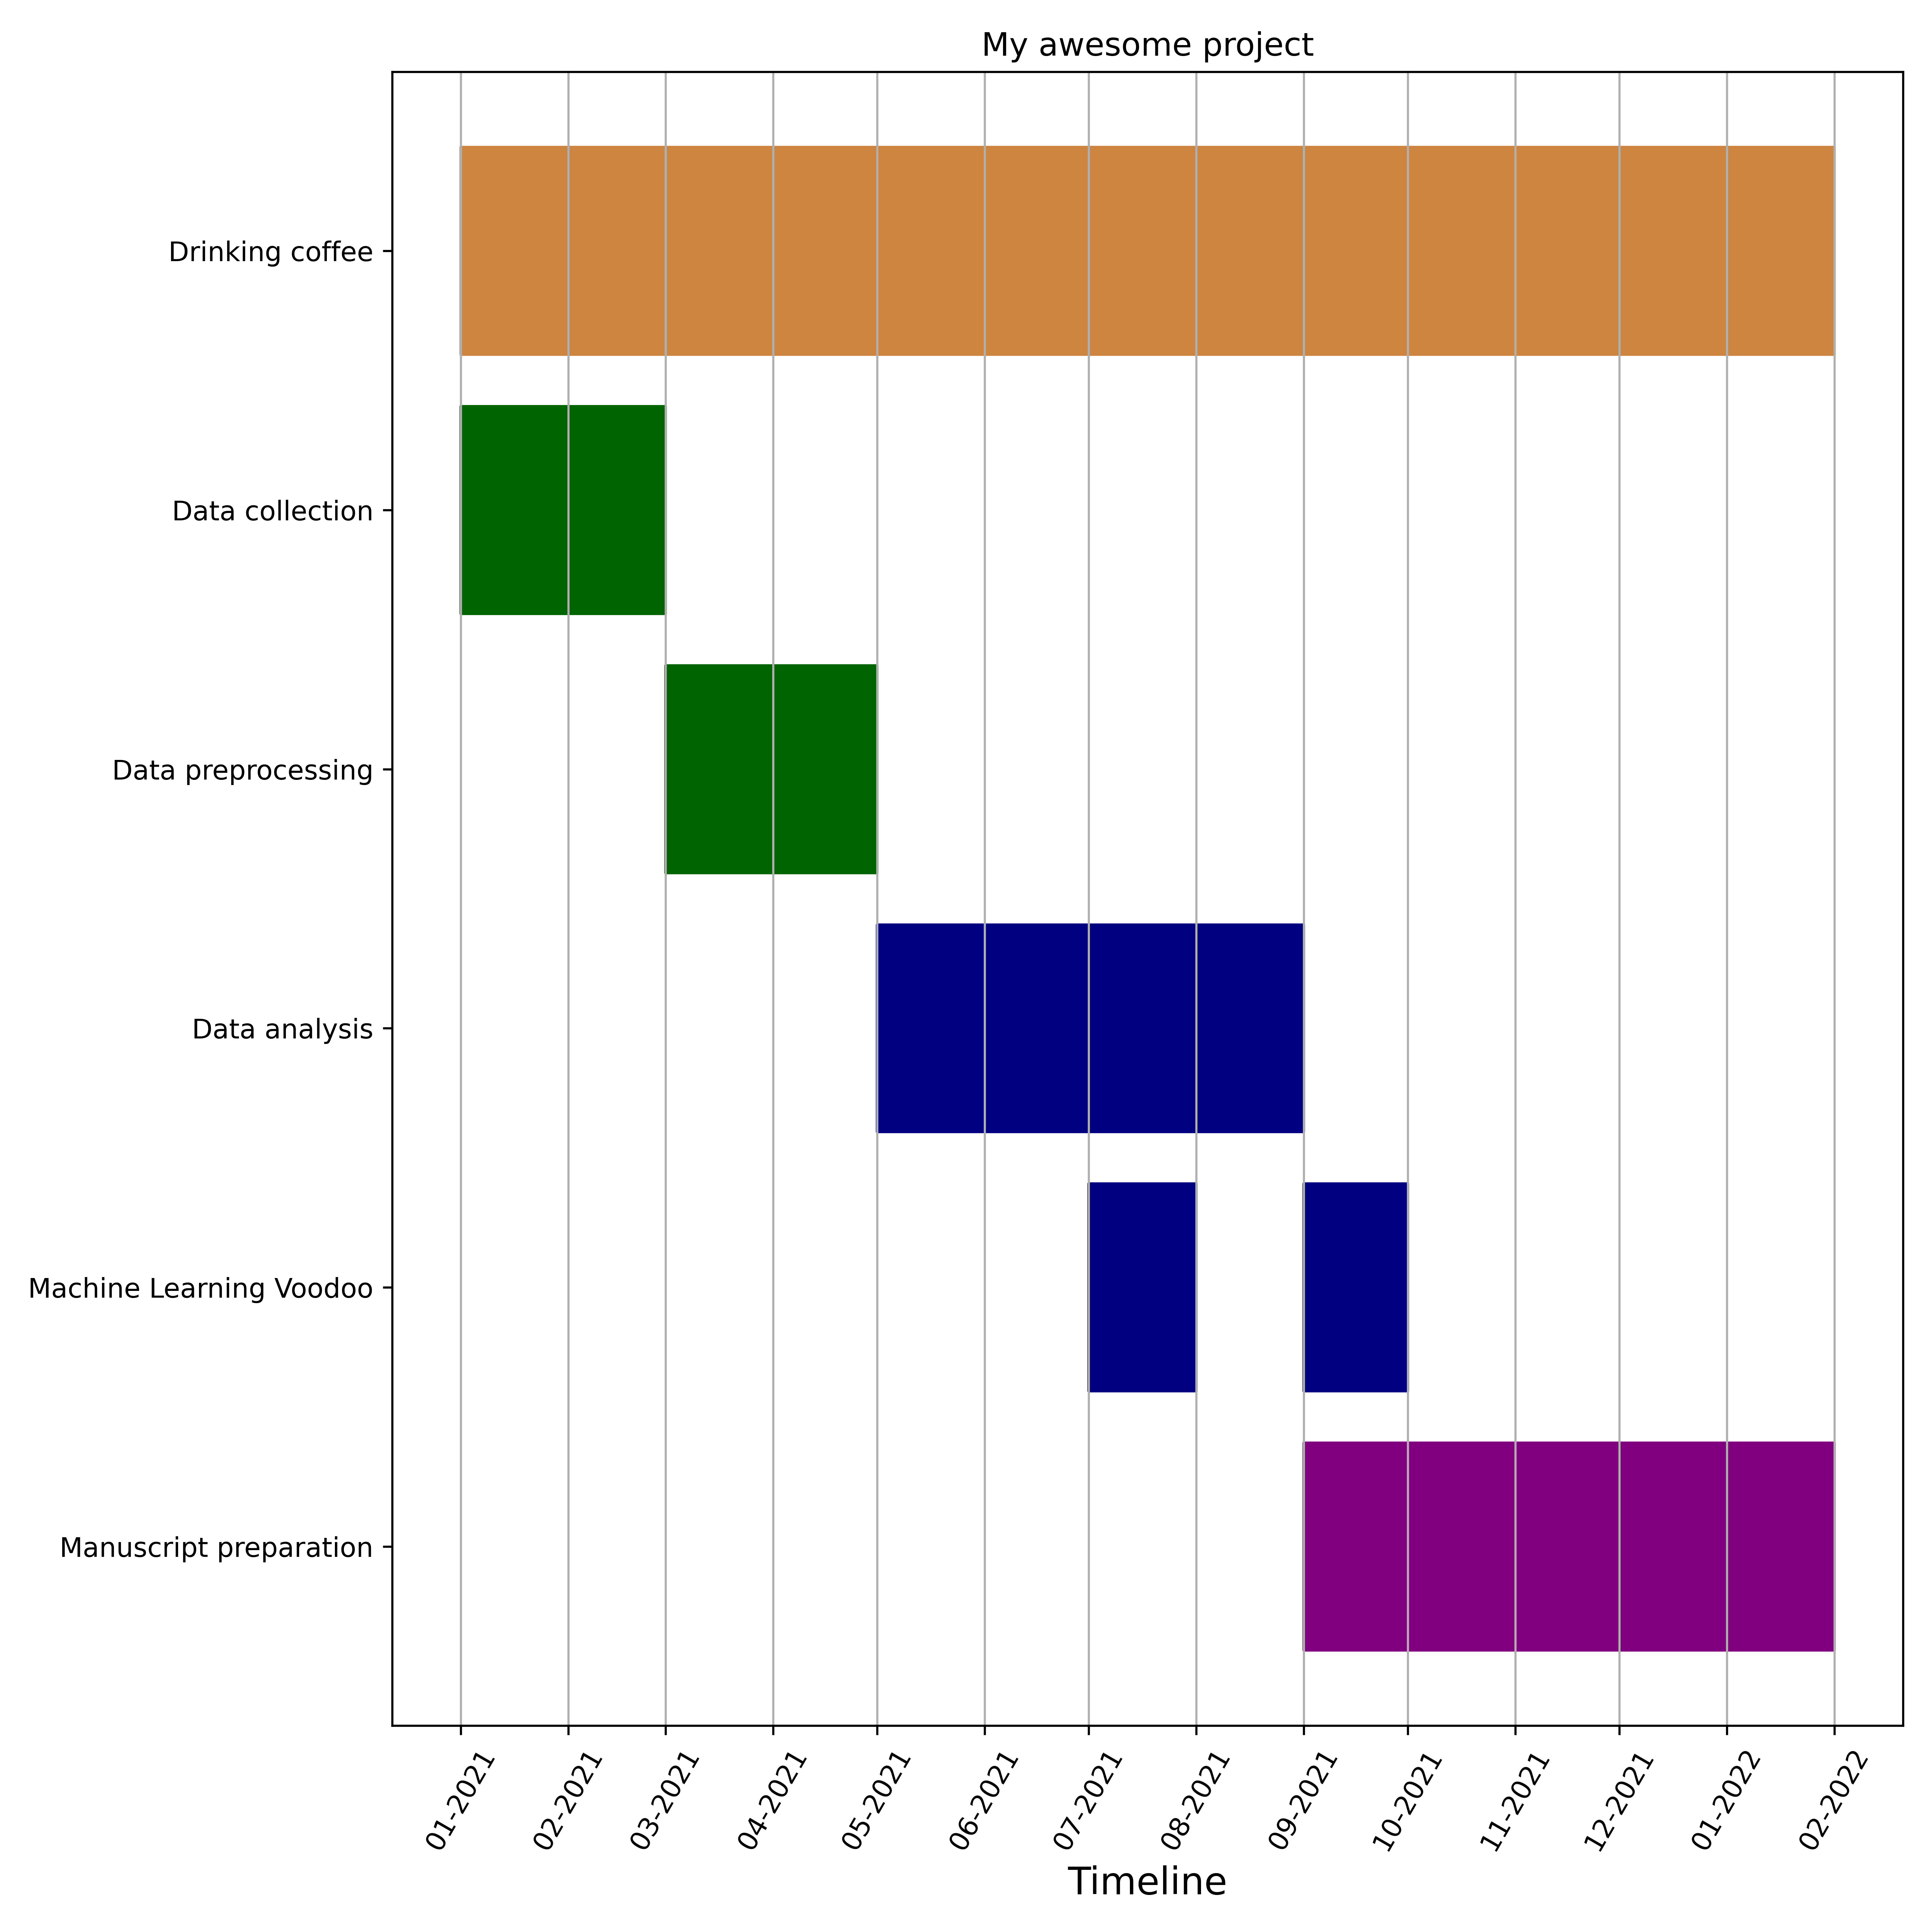 My awesome project
Drinking coffee
Data collection
Data preprocessing
Data analysis
Machine Learning Voodoo
Manuscript preparation
01-2021
02-2021
03-2021
04-2021
05-2021
06-2021
07-2021
08-2021
09-2021
10-2021
11-2021
12-2021
01-2022
02-2022
Timeline